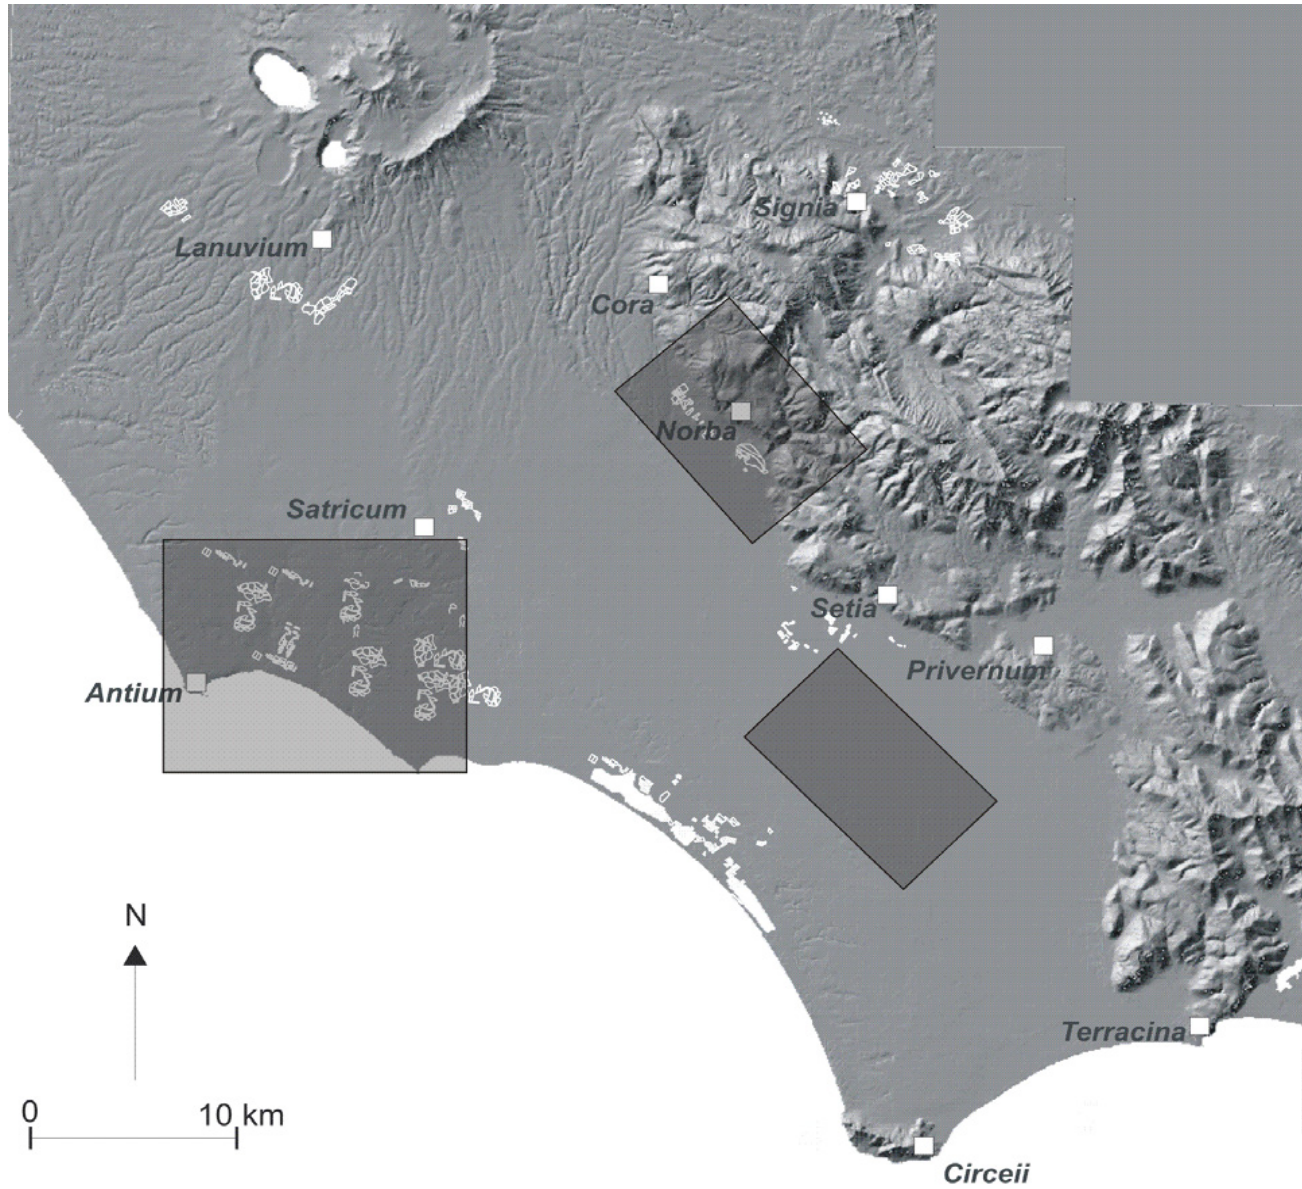 Signia
Lanuvium
Cora
Norba
Satricum
Setia
Privernum
Antium
N
Terracina
0 10 km
Circeii